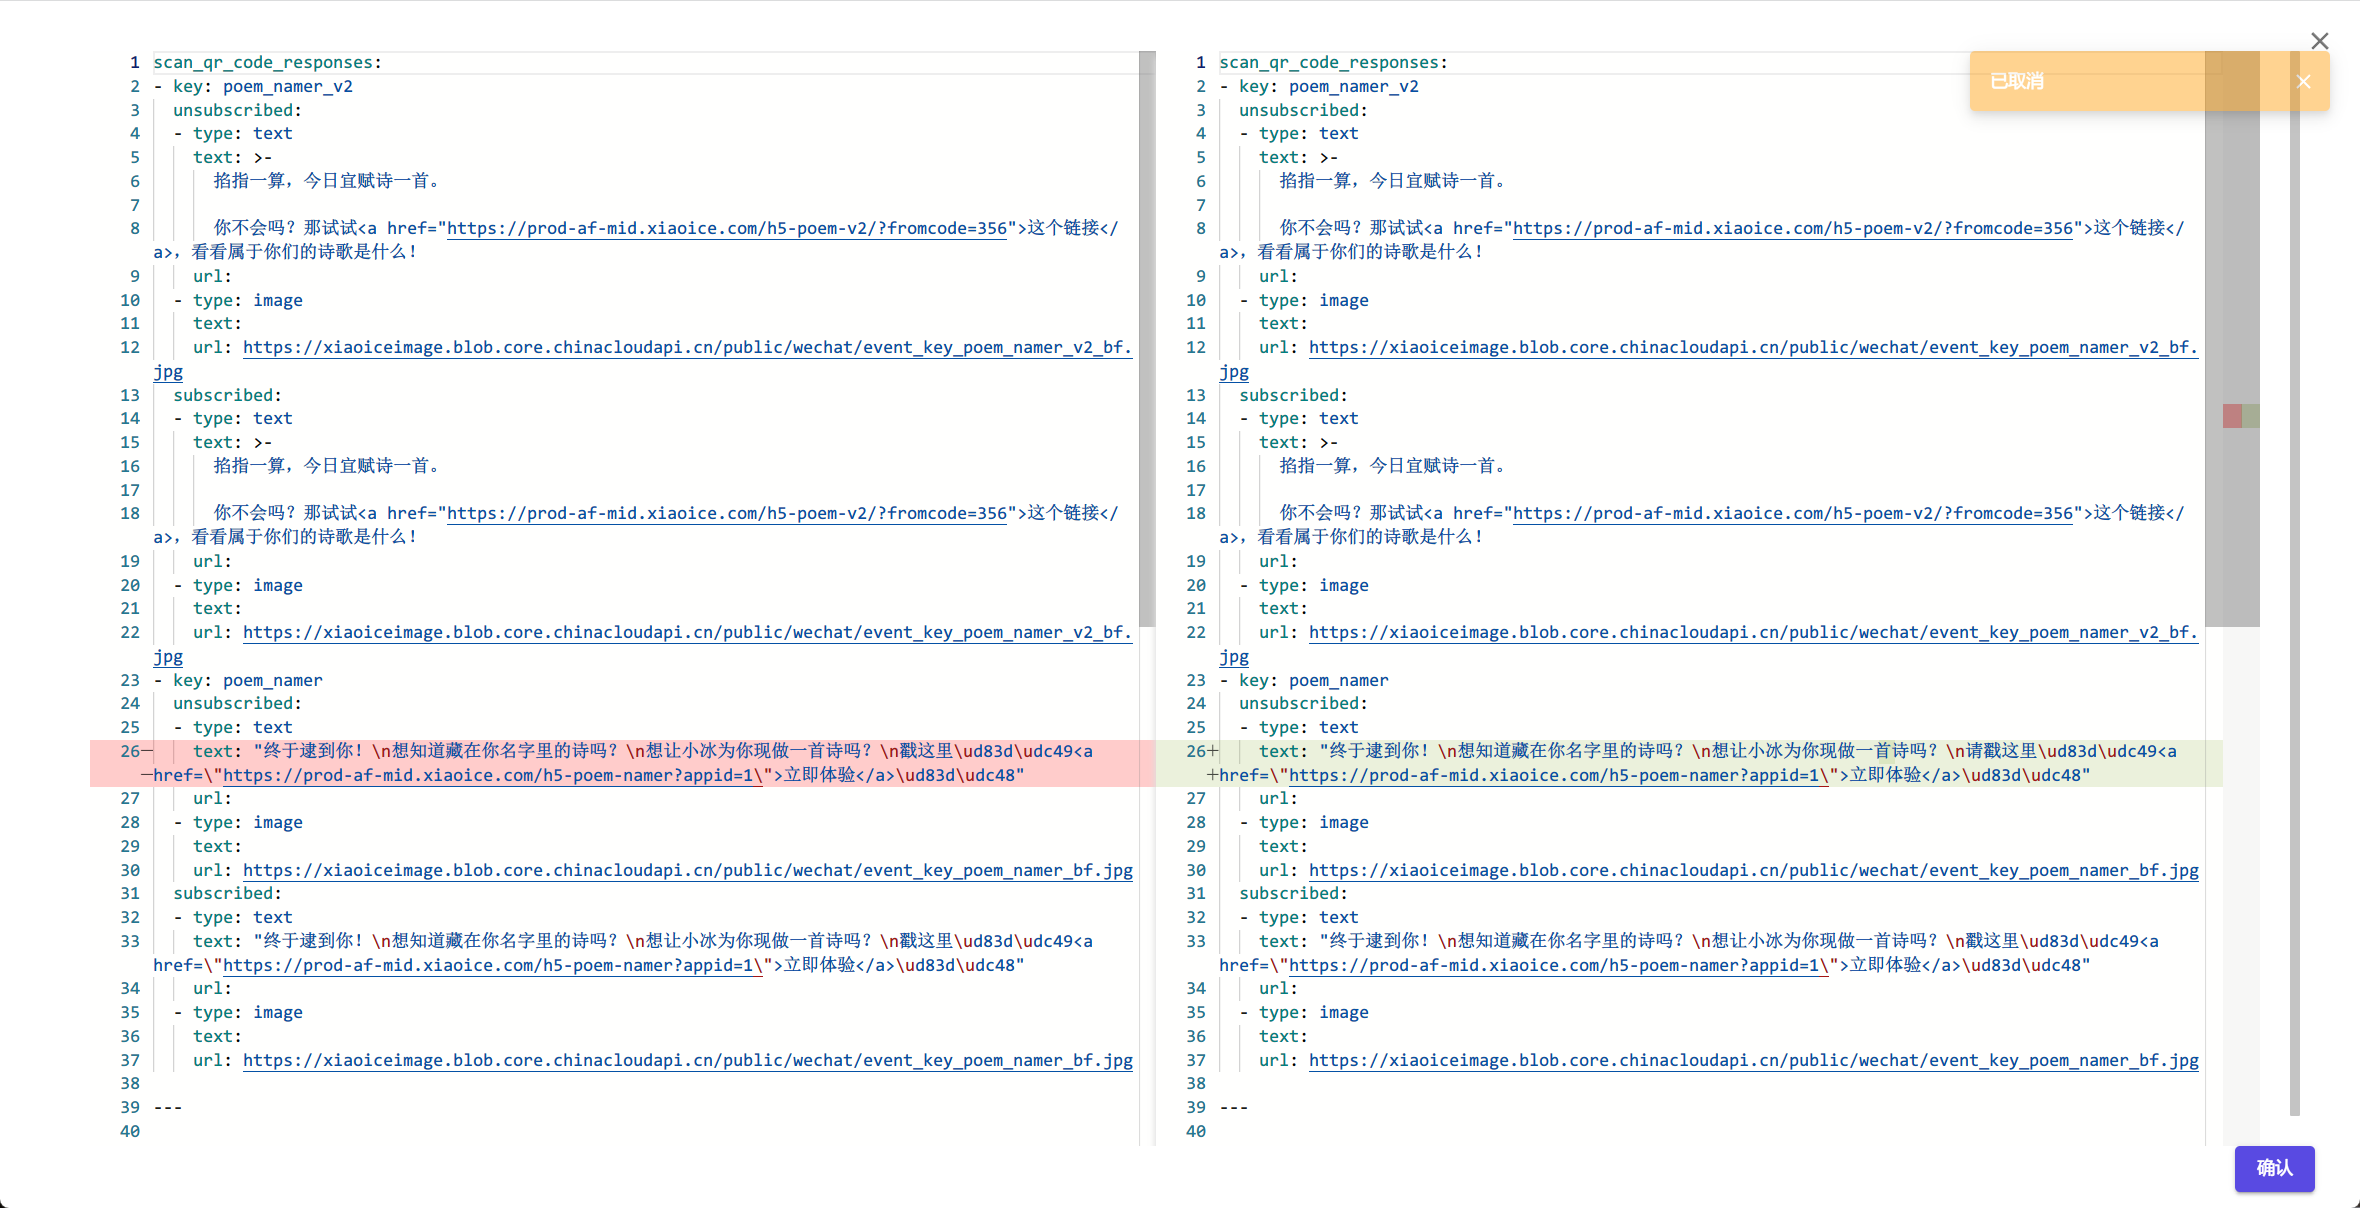 1 scan_qr_code_responses:
2 - key: poem_namer_v2
3 unsubscribed:
4 - type: text
5 text: >-
6 掐指一算，今日宜赋诗一首。
7
8 你不会吗？那试试<a href="https://prod-af-mid.xiaoice.com/h5-poem-v2/?fromcode=356">这个链接</
a>，看看属于你们的诗歌是什么！
9 url:
10 - type: image
11 text:
12 url: https://xiaoiceimage.blob.core.chinacloudapi.cn/public/wechat/event_key_poem_namer_v2_bf.
jpg
13 subscribed:
14 - type: text
15 text: >-
16 掐指一算，今日宜赋诗一首。
17
18 你不会吗？那试试<a href="https://prod-af-mid.xiaoice.com/h5-poem-v2/?fromcode=356">这个链接</
a>，看看属于你们的诗歌是什么！
19 url:
20 - type: image
21 text:
22 url: https://xiaoiceimage.blob.core.chinacloudapi.cn/public/wechat/event_key_poem_namer_v2_bf.
jpg
23 - key: poem_namer
24 unsubscribed:
25 - type: text
26— text: "终于逮到你！\n想知道藏在你名字里的诗吗？\n想让小冰为你现做一首诗吗？\n戳这里\ud83d\udc49<a
—href=\"https://prod-af-mid.xiaoice.com/h5-poem-namer?appid=1\">立即体验</a>\ud83d\udc48"
27 url:
28 - type: image
29 text:
30 url: https://xiaoiceimage.blob.core.chinacloudapi.cn/public/wechat/event_key_poem_namer_bf.jpg
31 subscribed:
32 - type: text
33 text: "终于逮到你！\n想知道藏在你名字里的诗吗？\n想让小冰为你现做一首诗吗？\n戳这里\ud83d\udc49<a
href=\"https://prod-af-mid.xiaoice.com/h5-poem-namer?appid=1\">立即体验</a>\ud83d\udc48"
34 url:
35 - type: image
36 text:
37 url: https://xiaoiceimage.blob.core.chinacloudapi.cn/public/wechat/event_key_poem_namer_bf.jpg
38
39 ---
40
1 scan_qr_code_responses:
2 - key: poem_namer_v2
3 unsubscribed:
4 - type: text
5 text: >-
6 掐指一算，今日宜赋诗一首。
7
8 你不会吗？那试试<a href="https://prod-af-mid.xiaoice.com/h5-poem-v2/?fromcode=356">这个链接</
a>，看看属于你们的诗歌是什么！
9 url:
10 - type: image
11 text:
12 url: https://xiaoiceimage.blob.core.chinacloudapi.cn/public/wechat/event_key_poem_namer_v2_bf.
jpg
13 subscribed:
14 - type: text
15 text: >-
16 掐指一算，今日宜赋诗一首。
17
18 你不会吗？那试试<a href="https://prod-af-mid.xiaoice.com/h5-poem-v2/?fromcode=356">这个链接</
a>，看看属于你们的诗歌是什么！
19 url:
20 - type: image
21 text:
22 url: https://xiaoiceimage.blob.core.chinacloudapi.cn/public/wechat/event_key_poem_namer_v2_bf.
jpg
23 - key: poem_namer
24 unsubscribed:
25 - type: text
26+ text: "终于逮到你！\n想知道藏在你名字里的诗吗？\n想让小冰为你现做一首诗吗？\n请戳这里\ud83d\udc49<a
+href=\"https://prod-af-mid.xiaoice.com/h5-poem-namer?appid=1\">立即体验</a>\ud83d\udc48"
27 url:
28 - type: image
29 text:
30 url: https://xiaoiceimage.blob.core.chinacloudapi.cn/public/wechat/event_key_poem_namer_bf.jpg
31 subscribed:
32 - type: text
33 text: "终于逮到你！\n想知道藏在你名字里的诗吗？\n想让小冰为你现做一首诗吗？\n戳这里\ud83d\udc49<a
href=\"https://prod-af-mid.xiaoice.com/h5-poem-namer?appid=1\">立即体验</a>\ud83d\udc48"
34 url:
35 - type: image
36 text:
37 url: https://xiaoiceimage.blob.core.chinacloudapi.cn/public/wechat/event_key_poem_namer_bf.jpg
38
39 ---
40
已取消
确认